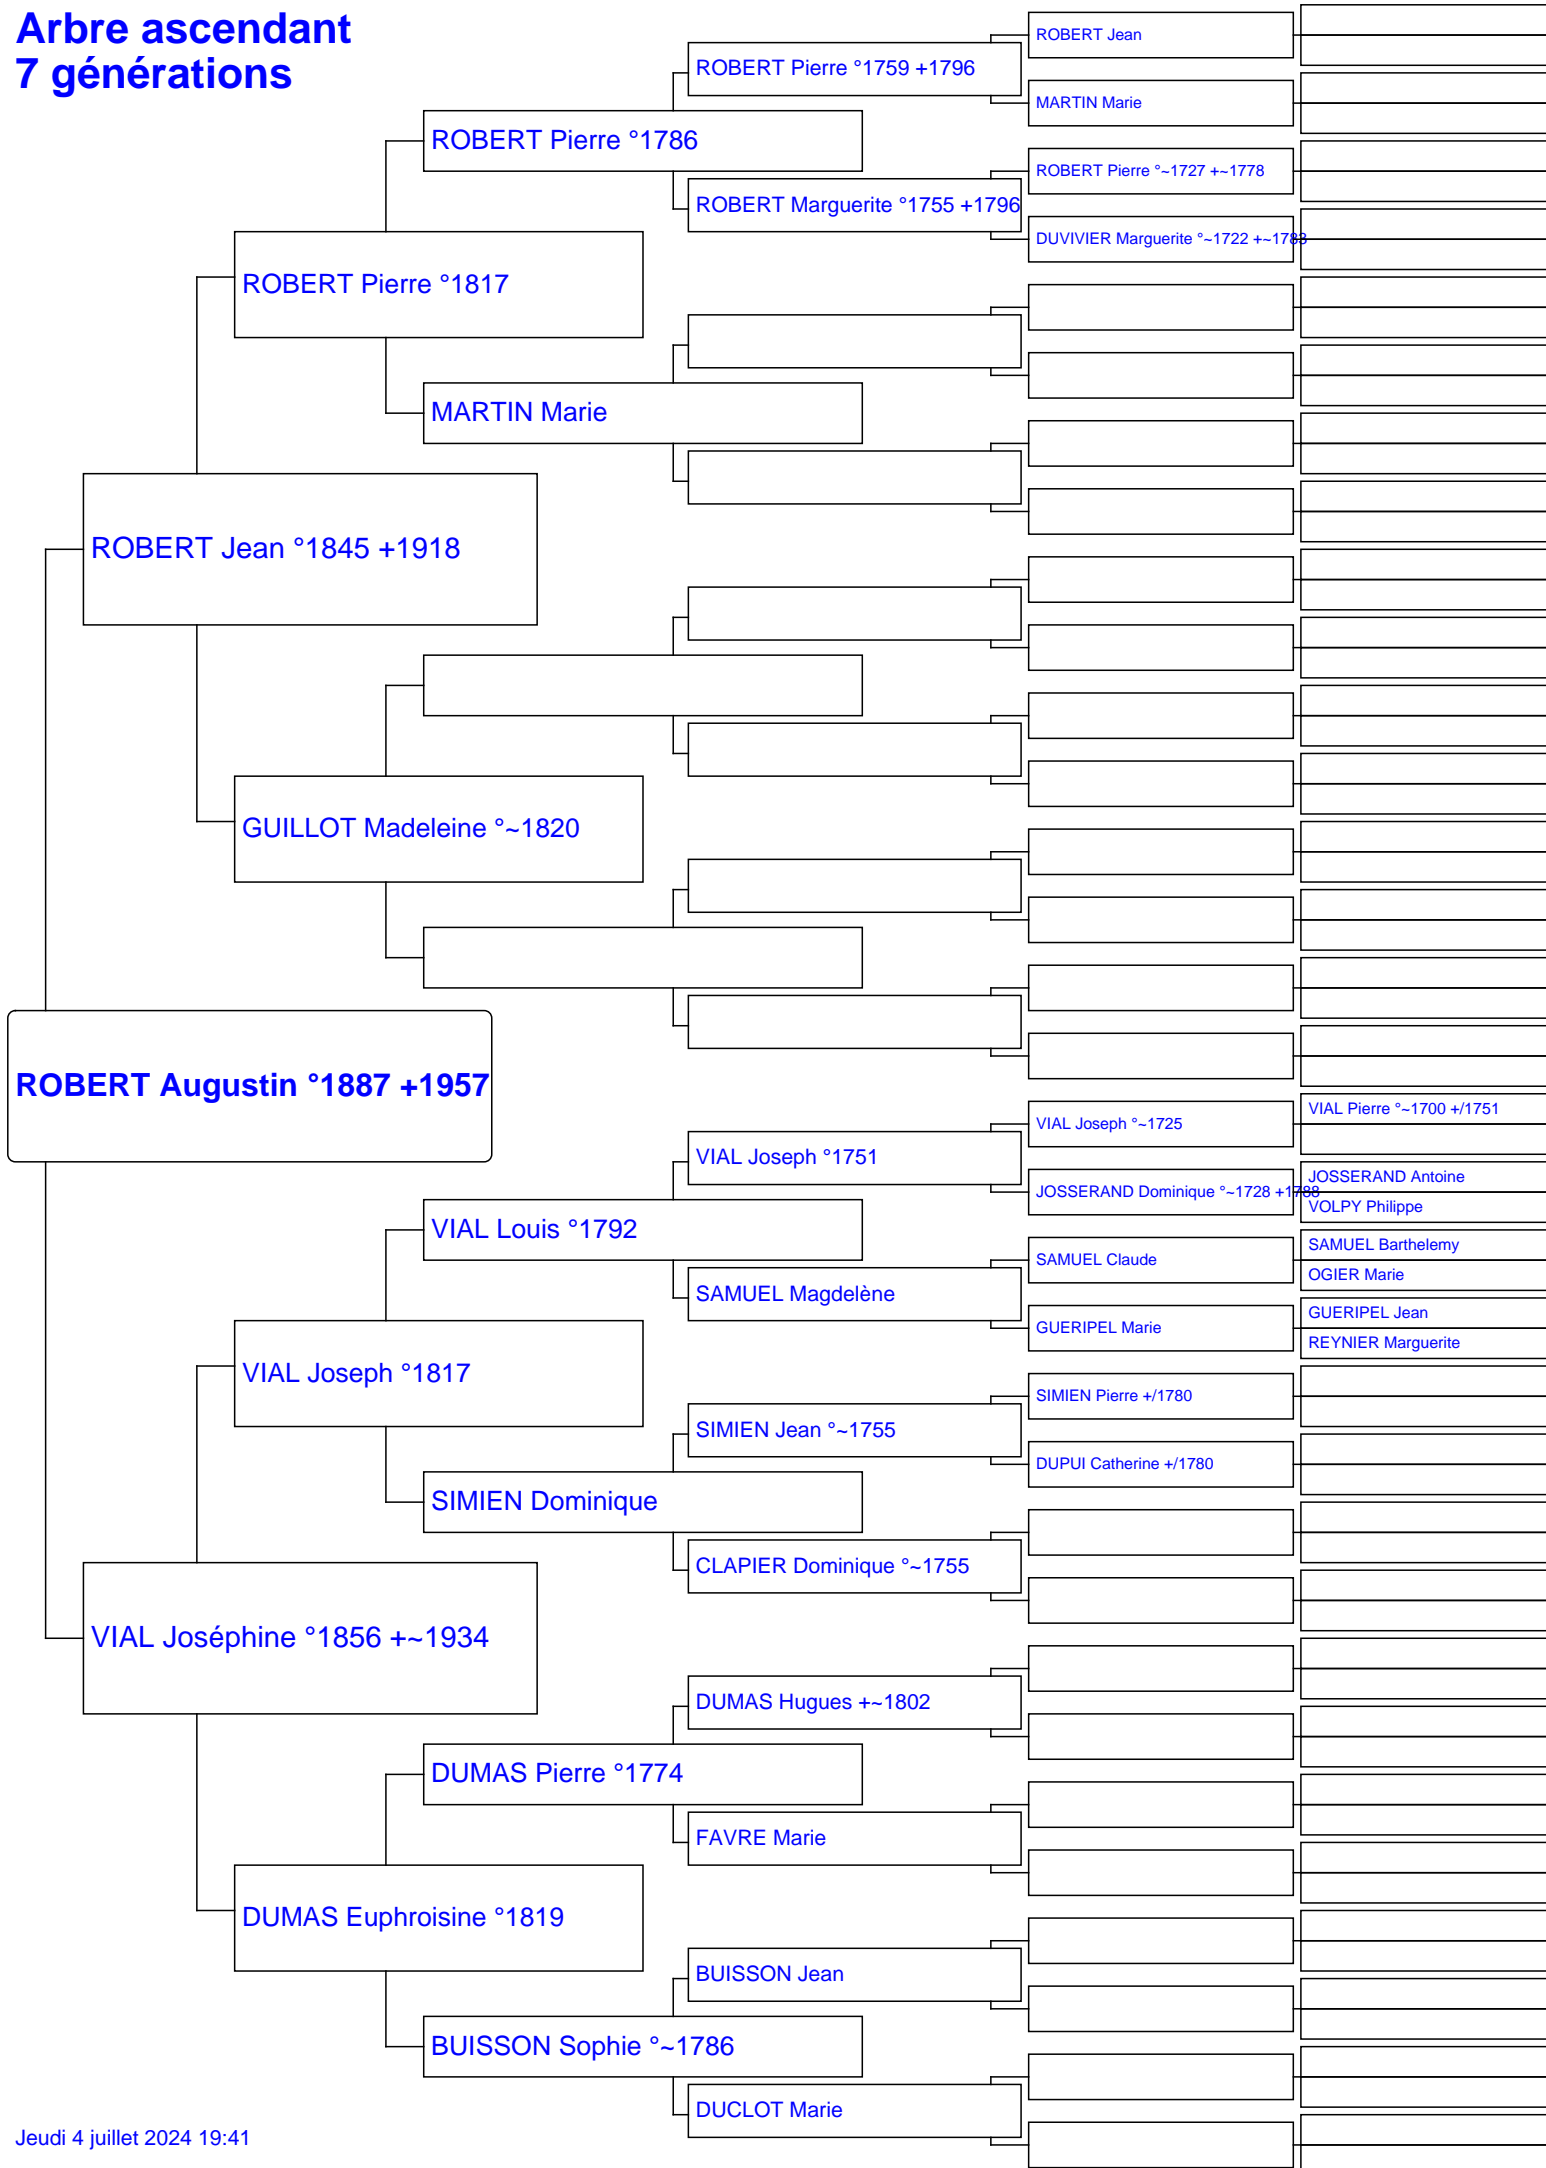 Arbre ascendant
7 générations
ROBERT Jean
ROBERT Pierre °1759 +1796
MARTIN Marie
ROBERT Pierre °1786
ROBERT Pierre °~1727 +~1778
ROBERT Marguerite °1755 +1796
DUVIVIER Marguerite °~1722 +~1783
ROBERT Pierre °1817
MARTIN Marie
ROBERT Jean °1845 +1918
GUILLOT Madeleine °~1820
ROBERT Augustin °1887 +1957
VIAL Pierre °~1700 +/1751
VIAL Joseph °~1725
VIAL Joseph °1751
JOSSERAND Antoine
JOSSERAND Dominique °~1728 +1788
VOLPY Philippe
VIAL Louis °1792
SAMUEL Barthelemy
SAMUEL Claude
OGIER Marie
SAMUEL Magdelène
GUERIPEL Jean
GUERIPEL Marie
REYNIER Marguerite
VIAL Joseph °1817
SIMIEN Pierre +/1780
SIMIEN Jean °~1755
DUPUI Catherine +/1780
SIMIEN Dominique
CLAPIER Dominique °~1755
VIAL Joséphine °1856 +~1934
DUMAS Hugues +~1802
DUMAS Pierre °1774
FAVRE Marie
DUMAS Euphroisine °1819
BUISSON Jean
BUISSON Sophie °~1786
DUCLOT Marie
Jeudi 4 juillet 2024 19:41